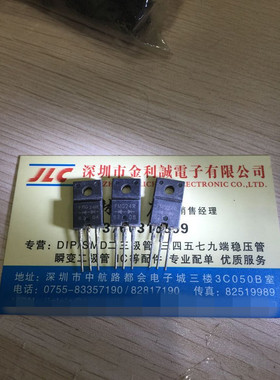 JLC 深圳市金利誠電子有限公司
ELECTRONIC CO.,LIMITED
销售经理
专营：DIP/SMD二三极管 三四五七九端稳压管
瞬变二极管 IC等配件 专业配单 优质服务
地址：深圳市中航路都会电子城三楼3C050B室
电话：0755-83357190/82817190 传真：82519989